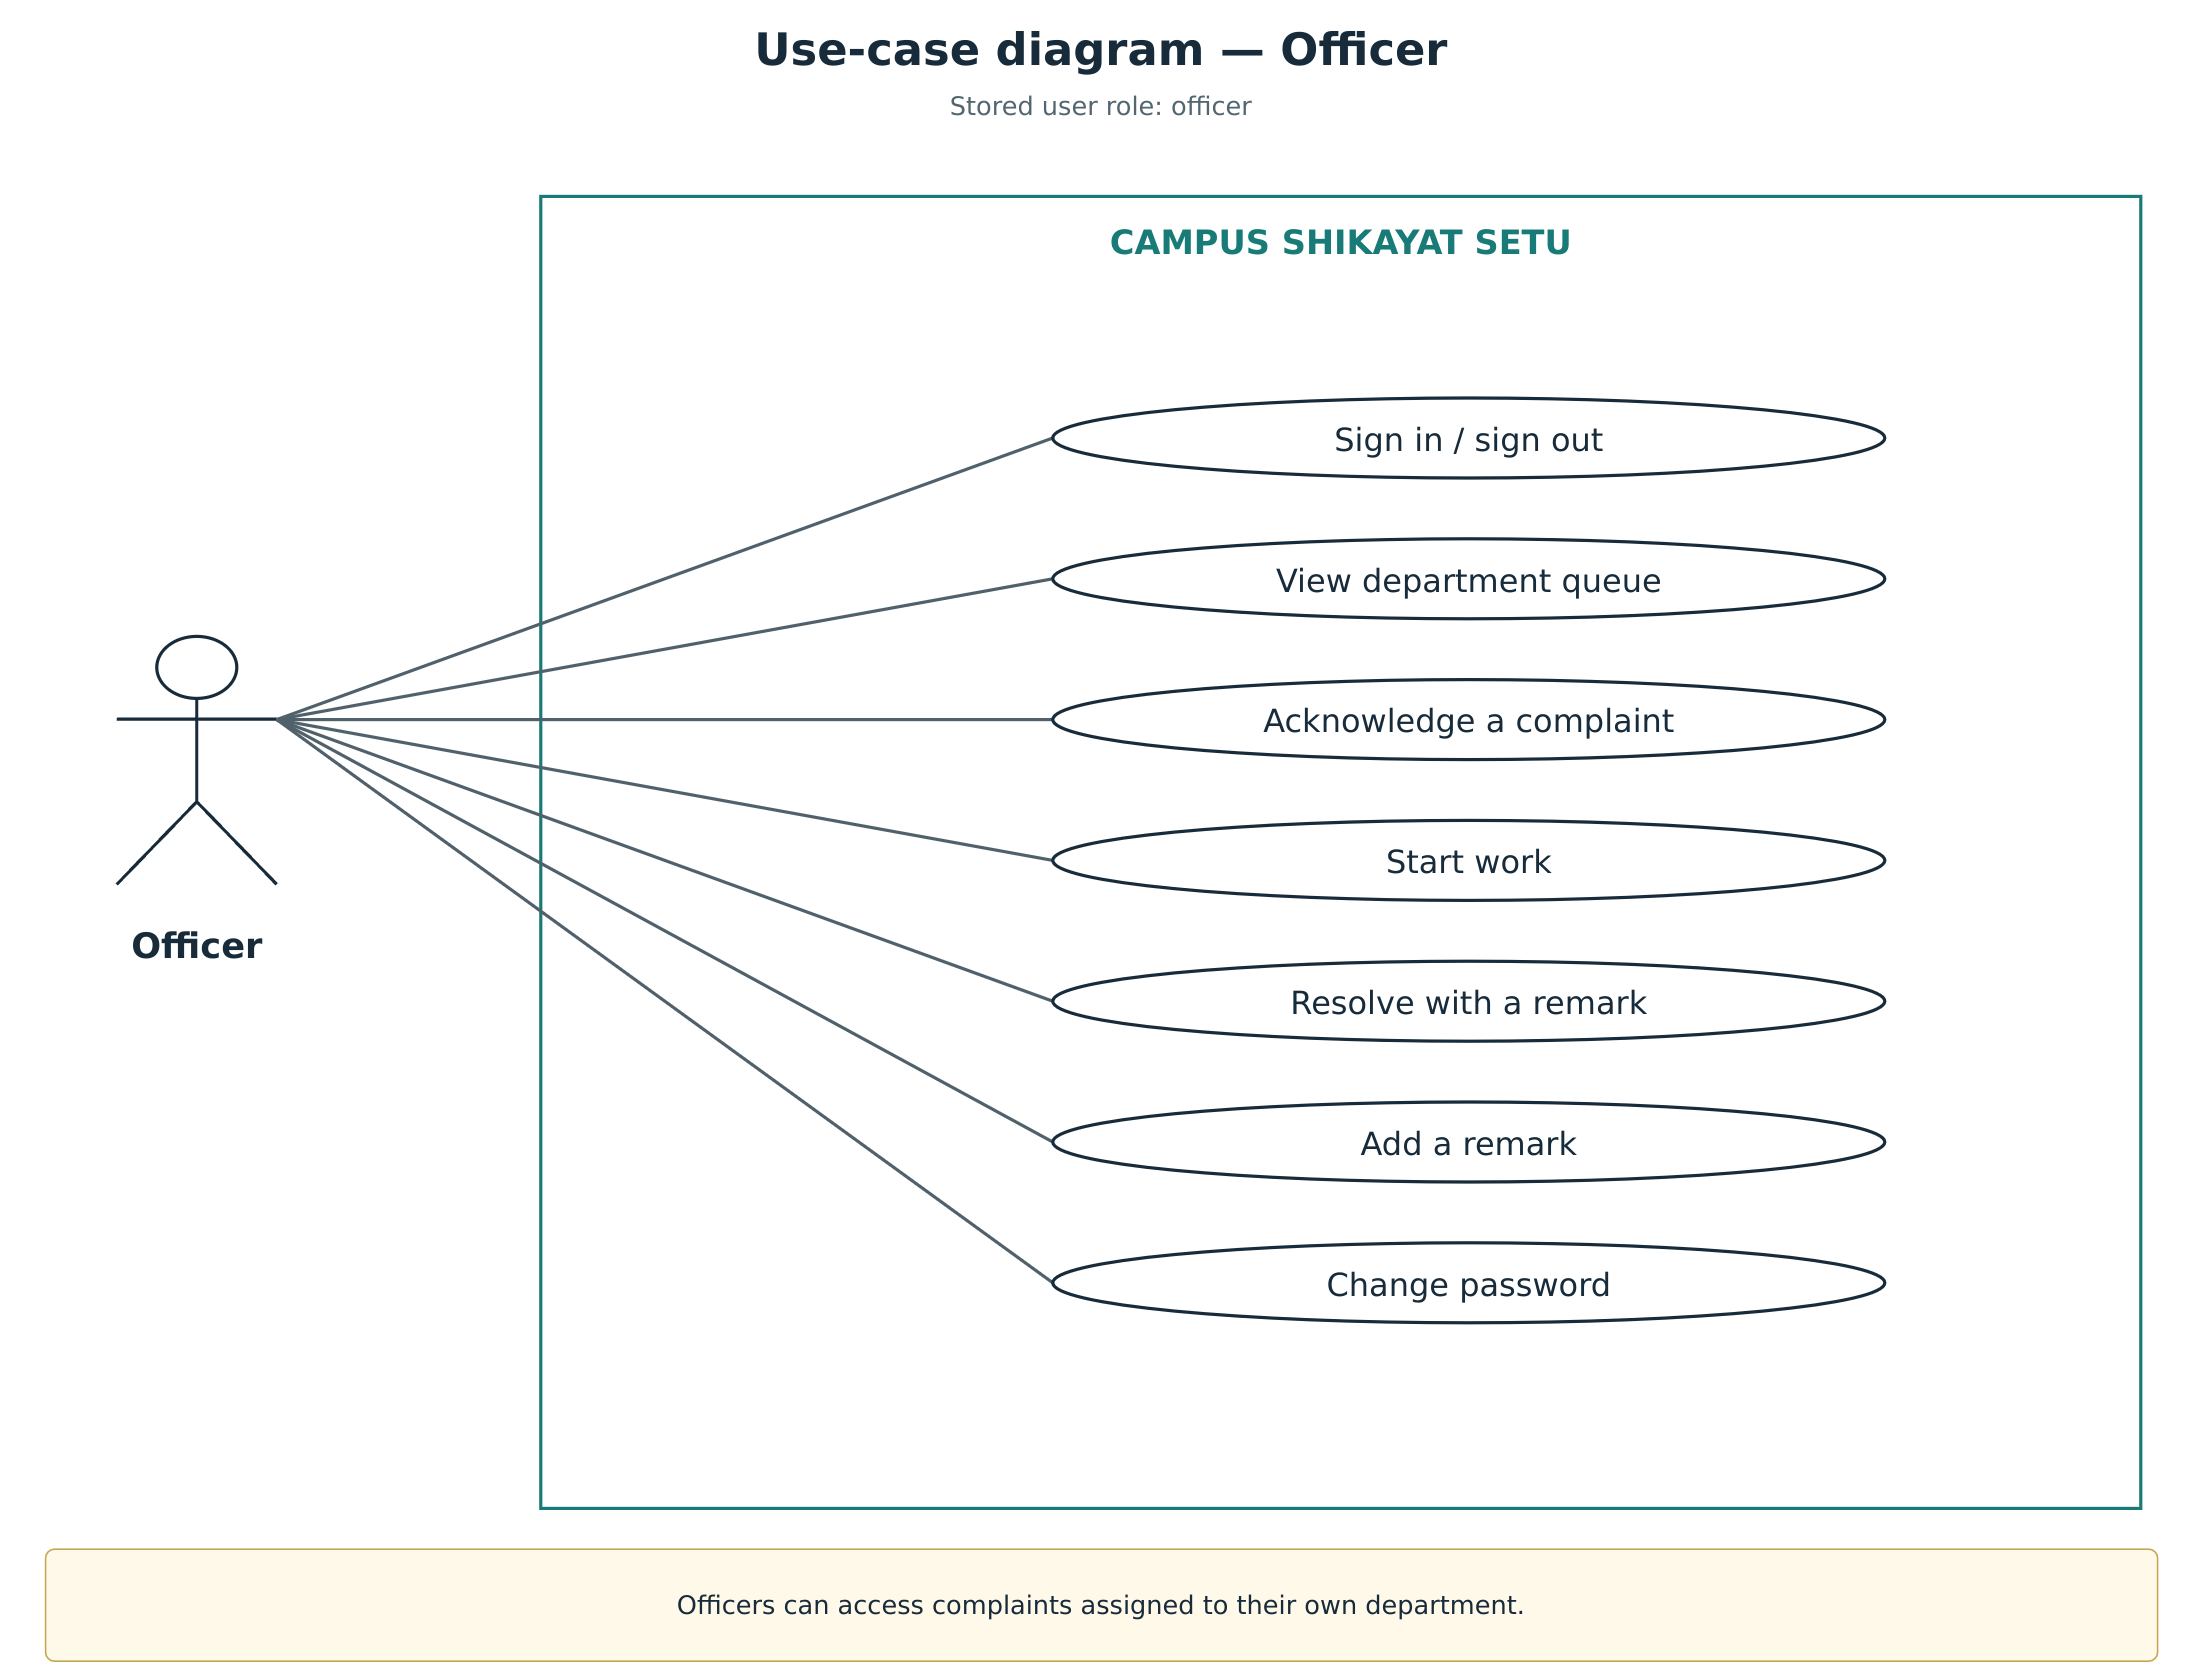 Use-case diagram — Officer
Stored user role: officer
CAMPUS SHIKAYAT SETU
Sign in / sign out
View department queue
Acknowledge a complaint
Start work
Officer
Resolve with a remark
Add a remark
Change password
Officers can access complaints assigned to their own department.